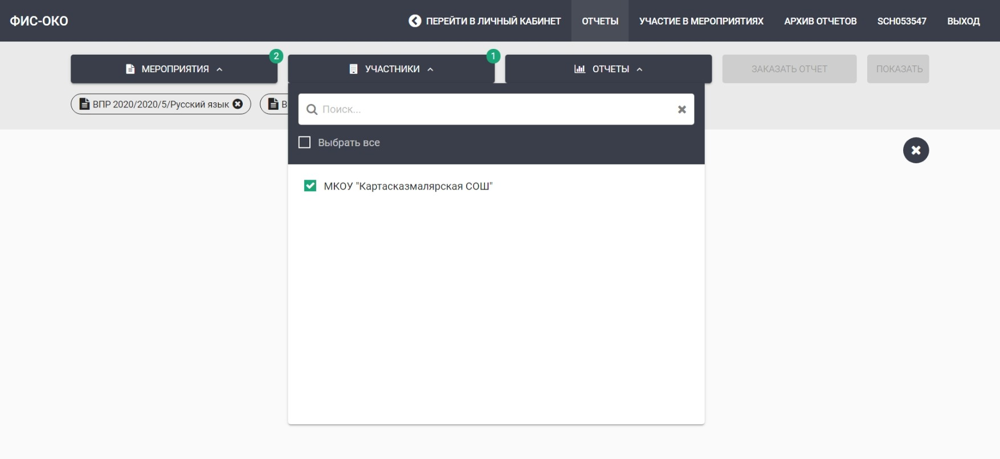 ФИС-ОКО
ПЕРЕЙТИ В ЛИЧНЫЙ КАБИНЕТ
ОТЧЕТЫ
УЧАСТИЕ В МЕРОПРИЯТИЯХ
АРХИВ ОТЧЕТОВ
SCH053547
ВЫХОД
МЕРОПРИЯТИЯ
2
УЧАСТНИКИ
1
ОТЧЕТЫ
ЗАКАЗАТЬ ОТЧЕТ
ПОКАЗАТЬ
ВПР 2020/2020/5/Русский язык
В
Поиск...
Выбрать все
МКОУ "Картасказмалярская СОШ"